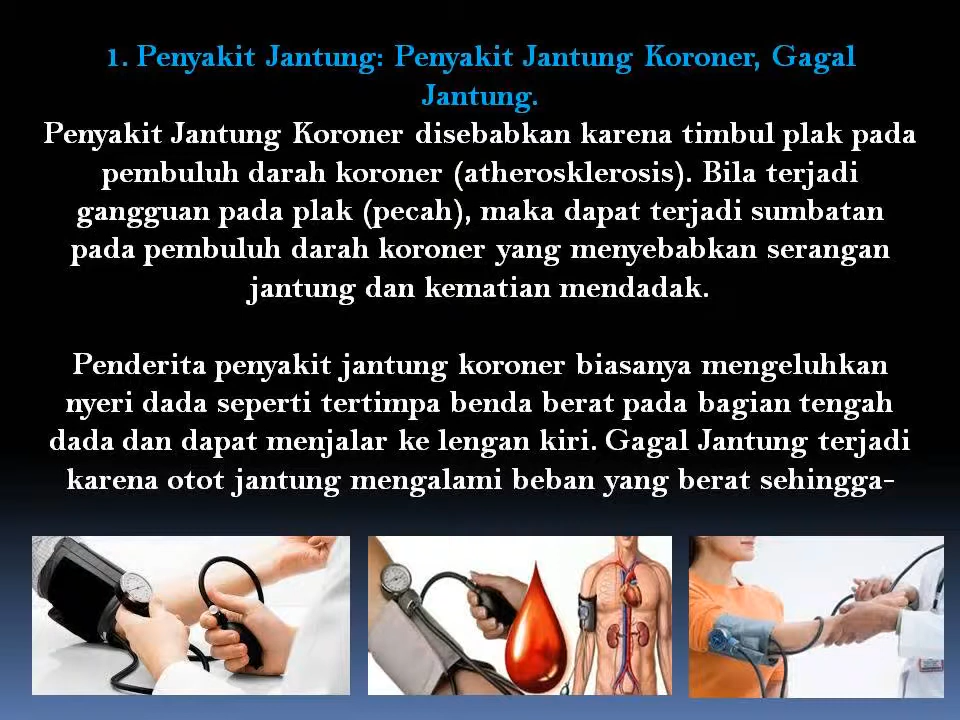 1. Penyakit Jantung: Penyakit Jantung Koroner, Gagal
Jantung.
Penyakit Jantung Koroner disebabkan karena timbul plak pada
pembuluh darah koroner (atherosklerosis). Bila terjadi
gangguan pada plak (pecah), maka dapat terjadi sumbatan
pada pembuluh darah koroner yang menyebabkan serangan
jantung dan kematian mendadak.
Penderita penyakit jantung koroner biasanya mengeluhkan
nyeri dada seperti tertimpa benda berat pada bagian tengah
dada dan dapat menjalar ke lengan kiri. Gagal Jantung terjadi
karena otot jantung mengalami beban yang berat sehingga-